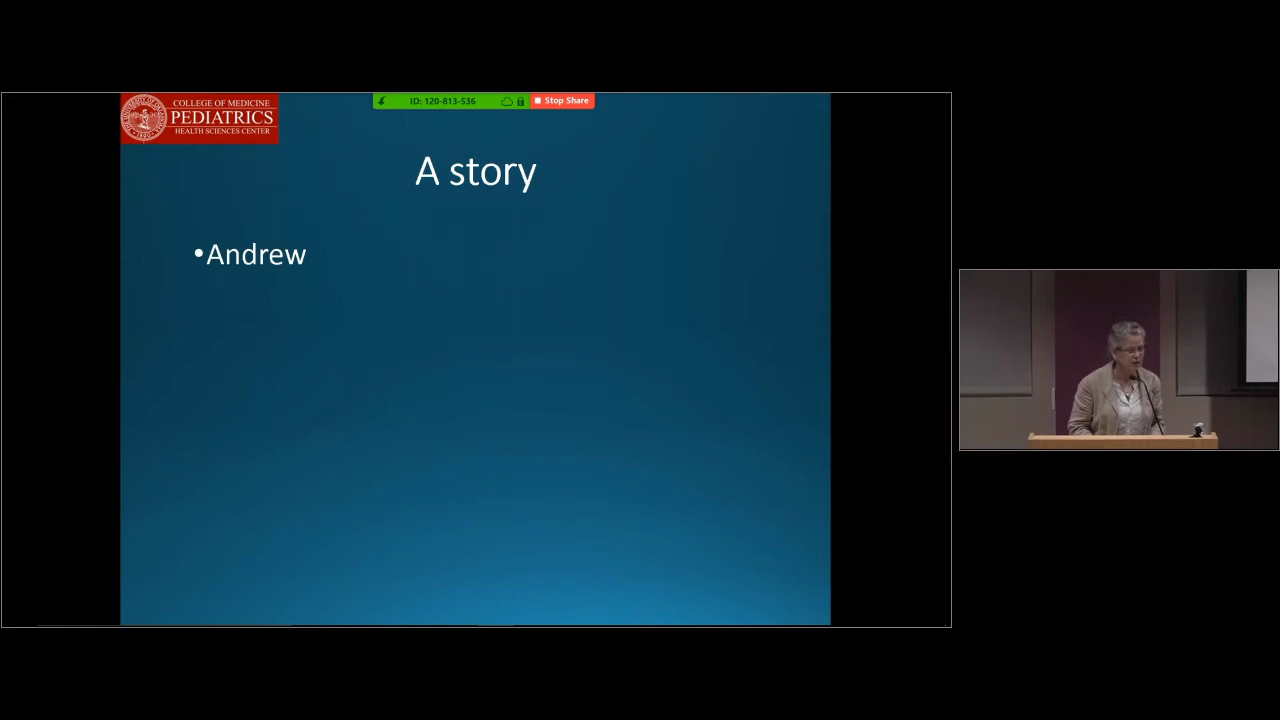 COLLEGE OF MEDICINE
PEDIATRICS
HEALTH SCIENCES CENTER
ID: 120-813-536
Stop Share
A story
•Andrew